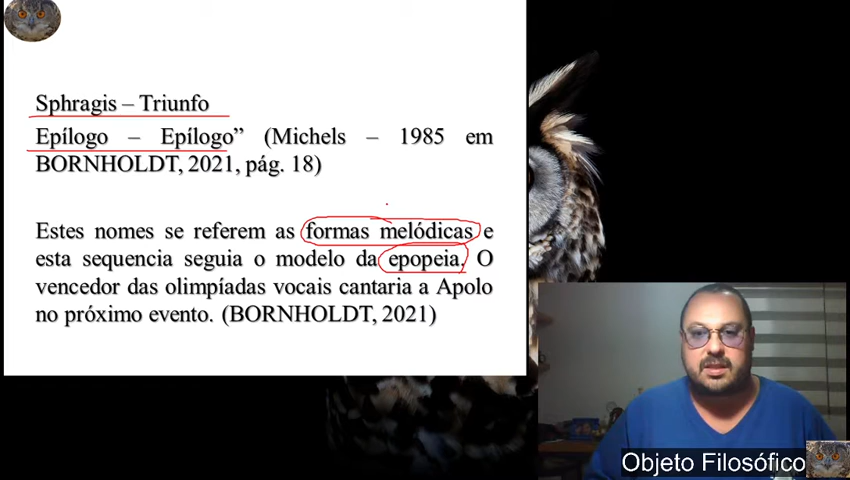 Sphragis – Triunfo
Epílogo – Epílogo” (Michels – 1985 em
BORNHOLDT, 2021, pág. 18)
Estes nomes se referem as formas melódicas e
esta sequencia seguia o modelo da epopeia. O
vencedor das olimpíadas vocais cantaria a Apolo
no próximo evento. (BORNHOLDT, 2021)
Objeto Filosófico